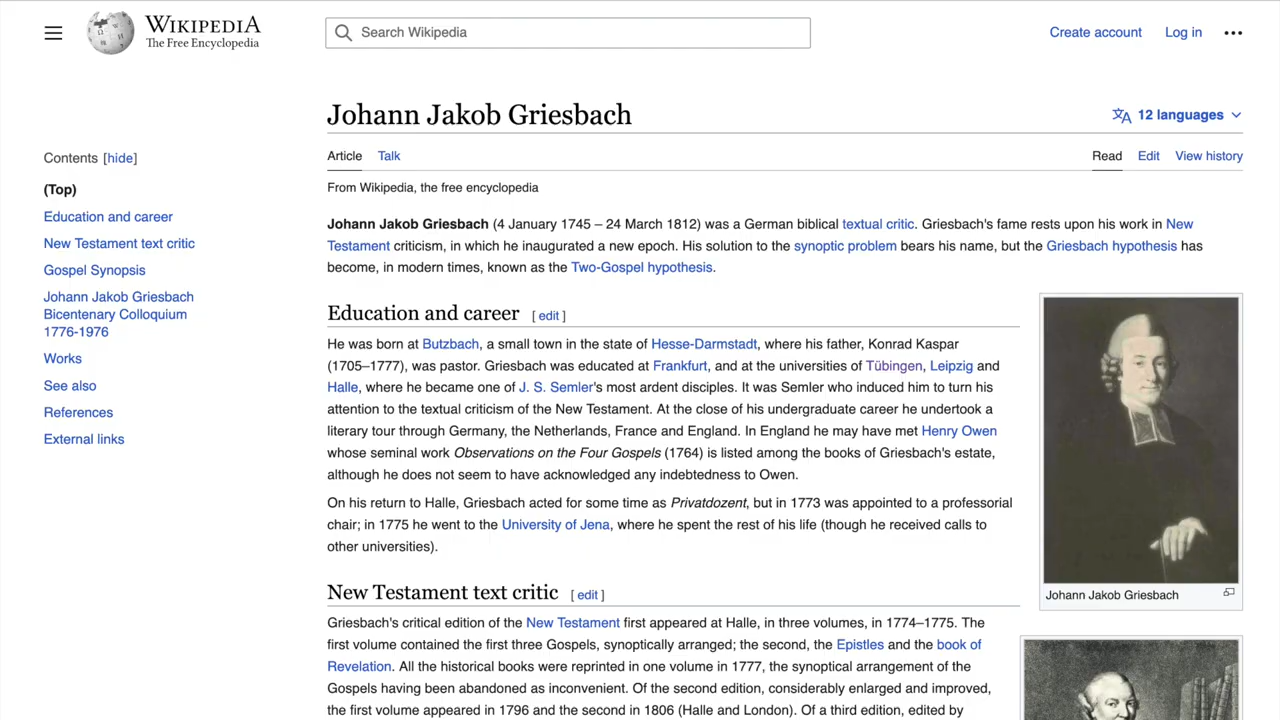 WIKIPEDIA
The Free Encyclopedia
Search Wikipedia
Create account
Log in
Johann Jakob Griesbach
12 languages
Contents [hide]
(Top)
Education and career
New Testament text critic
Gospel Synopsis
Johann Jakob Griesbach
Bicentenary Colloquium
1776-1976
Works
See also
References
External links
Article
Talk
Read
Edit
View history
From Wikipedia, the free encyclopedia
Johann Jakob Griesbach (4 January 1745 – 24 March 1812) was a German biblical textual critic. Griesbach's fame rests upon his work in New
Testament criticism, in which he inaugurated a new epoch. His solution to the synoptic problem bears his name, but the Griesbach hypothesis has
become, in modern times, known as the Two-Gospel hypothesis.
Education and career [ edit ]
He was born at Butzbach, a small town in the state of Hesse-Darmstadt, where his father, Konrad Kaspar
(1705–1777), was pastor. Griesbach was educated at Frankfurt, and at the universities of Tübingen, Leipzig and
Halle, where he became one of J. S. Semler's most ardent disciples. It was Semler who induced him to turn his
attention to the textual criticism of the New Testament. At the close of his undergraduate career he undertook a
literary tour through Germany, the Netherlands, France and England. In England he may have met Henry Owen
whose seminal work Observations on the Four Gospels (1764) is listed among the books of Griesbach's estate,
although he does not seem to have acknowledged any indebtedness to Owen.
On his return to Halle, Griesbach acted for some time as Privatdozent, but in 1773 was appointed to a professorial
chair; in 1775 he went to the University of Jena, where he spent the rest of his life (though he received calls to
other universities).
Johann Jakob Griesbach
New Testament text critic [ edit ]
Griesbach's critical edition of the New Testament first appeared at Halle, in three volumes, in 1774–1775. The
first volume contained the first three Gospels, synoptically arranged; the second, the Epistles and the book of
Revelation. All the historical books were reprinted in one volume in 1777, the synoptical arrangement of the
Gospels having been abandoned as inconvenient. Of the second edition, considerably enlarged and improved,
the first volume appeared in 1796 and the second in 1806 (Halle and London). Of a third edition, edited by